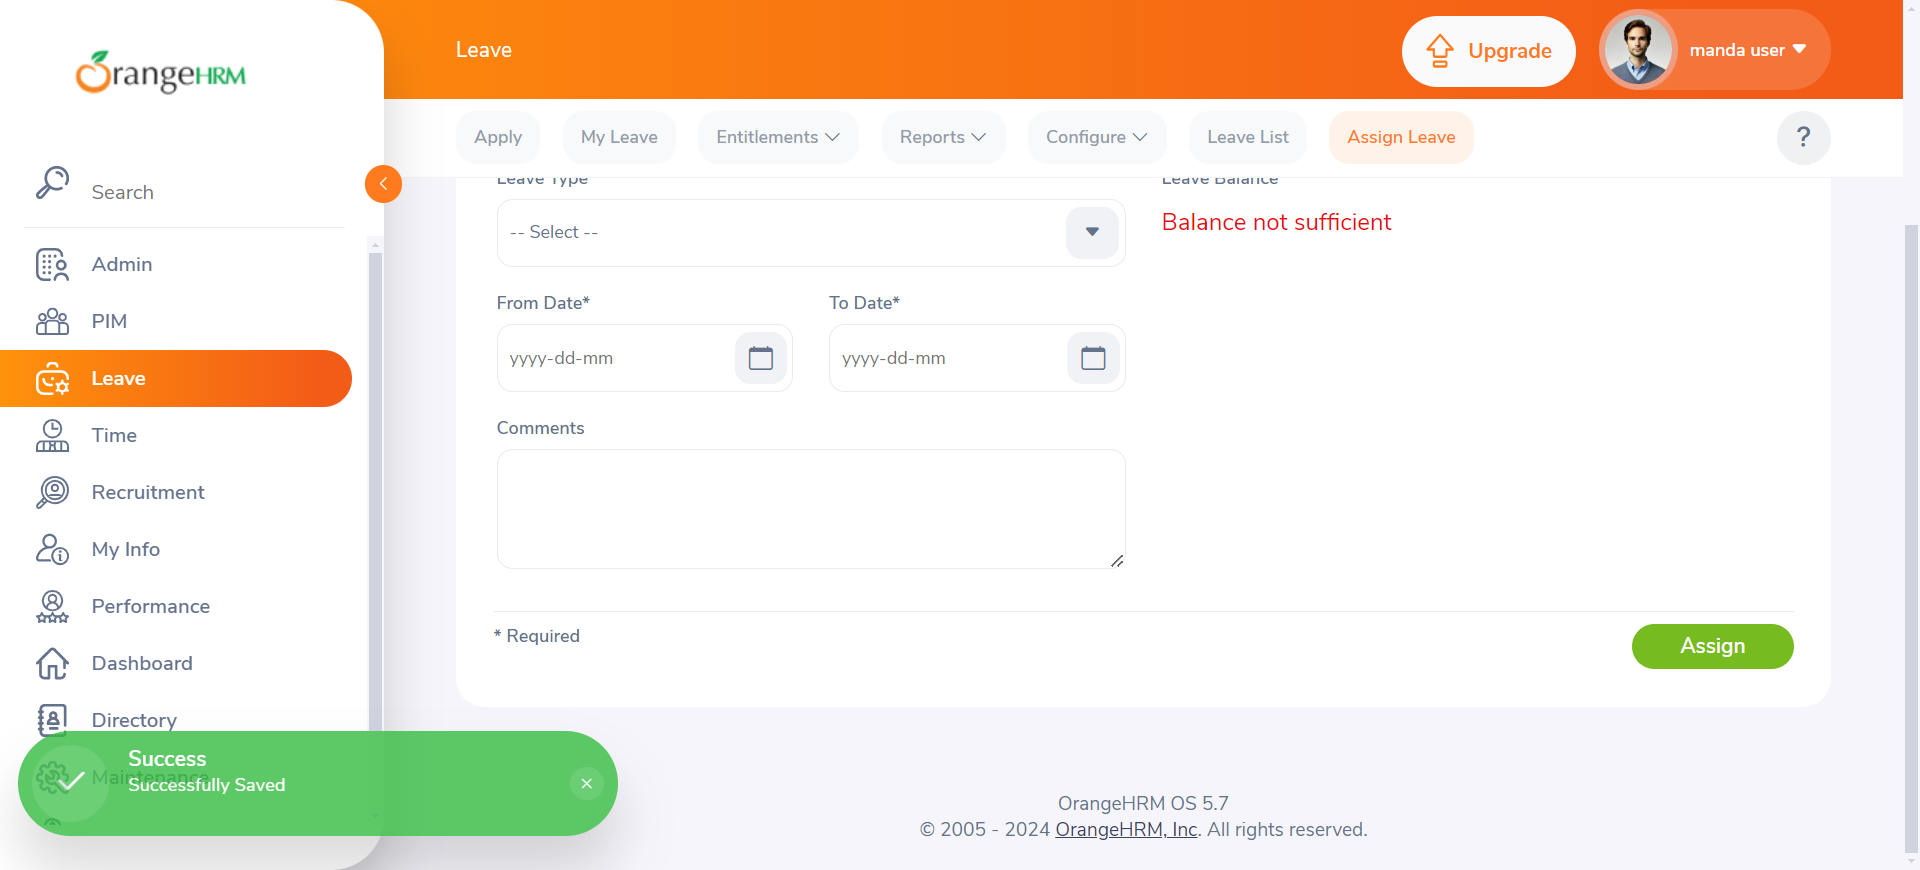 OrangeHRM
Leave
Upgrade
manda user
Apply
My Leave
Entitlements
Reports
Configure
Leave List
Assign Leave
?
Search
Admin
PIM
Leave
Time
Recruitment
My Info
Performance
Dashboard
Directory
Maintenance
Leave Type
-- Select --
Leave Balance
Balance not sufficient
From Date*
To Date*
yyyy-dd-mm
yyyy-dd-mm
Comments
* Required
Assign
Success
Successfully Saved
OrangeHRM OS 5.7
© 2005 - 2024 OrangeHRM, Inc. All rights reserved.